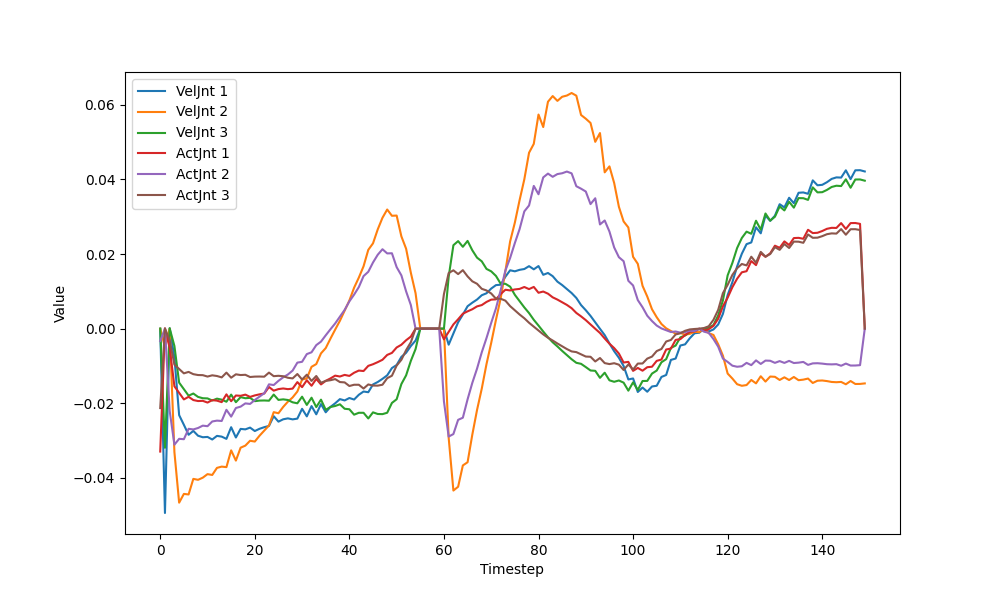 VelJnt 1
VelJnt 2
VelJnt 3
ActJnt 1
ActJnt 2
ActJnt 3
0.06
0.04
0.02
0.00
−0.02
−0.04
Value
0 20 40 60 80 100 120 140
Timestep